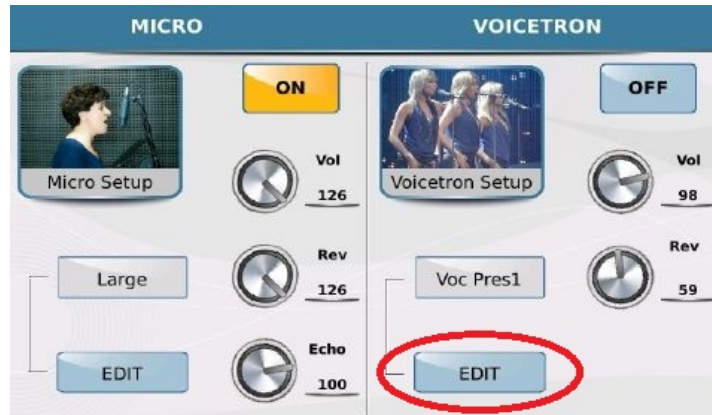 MICRO
VOICETRON
Micro Setup
ON
Vol
126
Large
Rev
126
EDIT
Echo
100
Voicetron Setup
OFF
Vol
98
Voc Pres1
Rev
59
EDIT